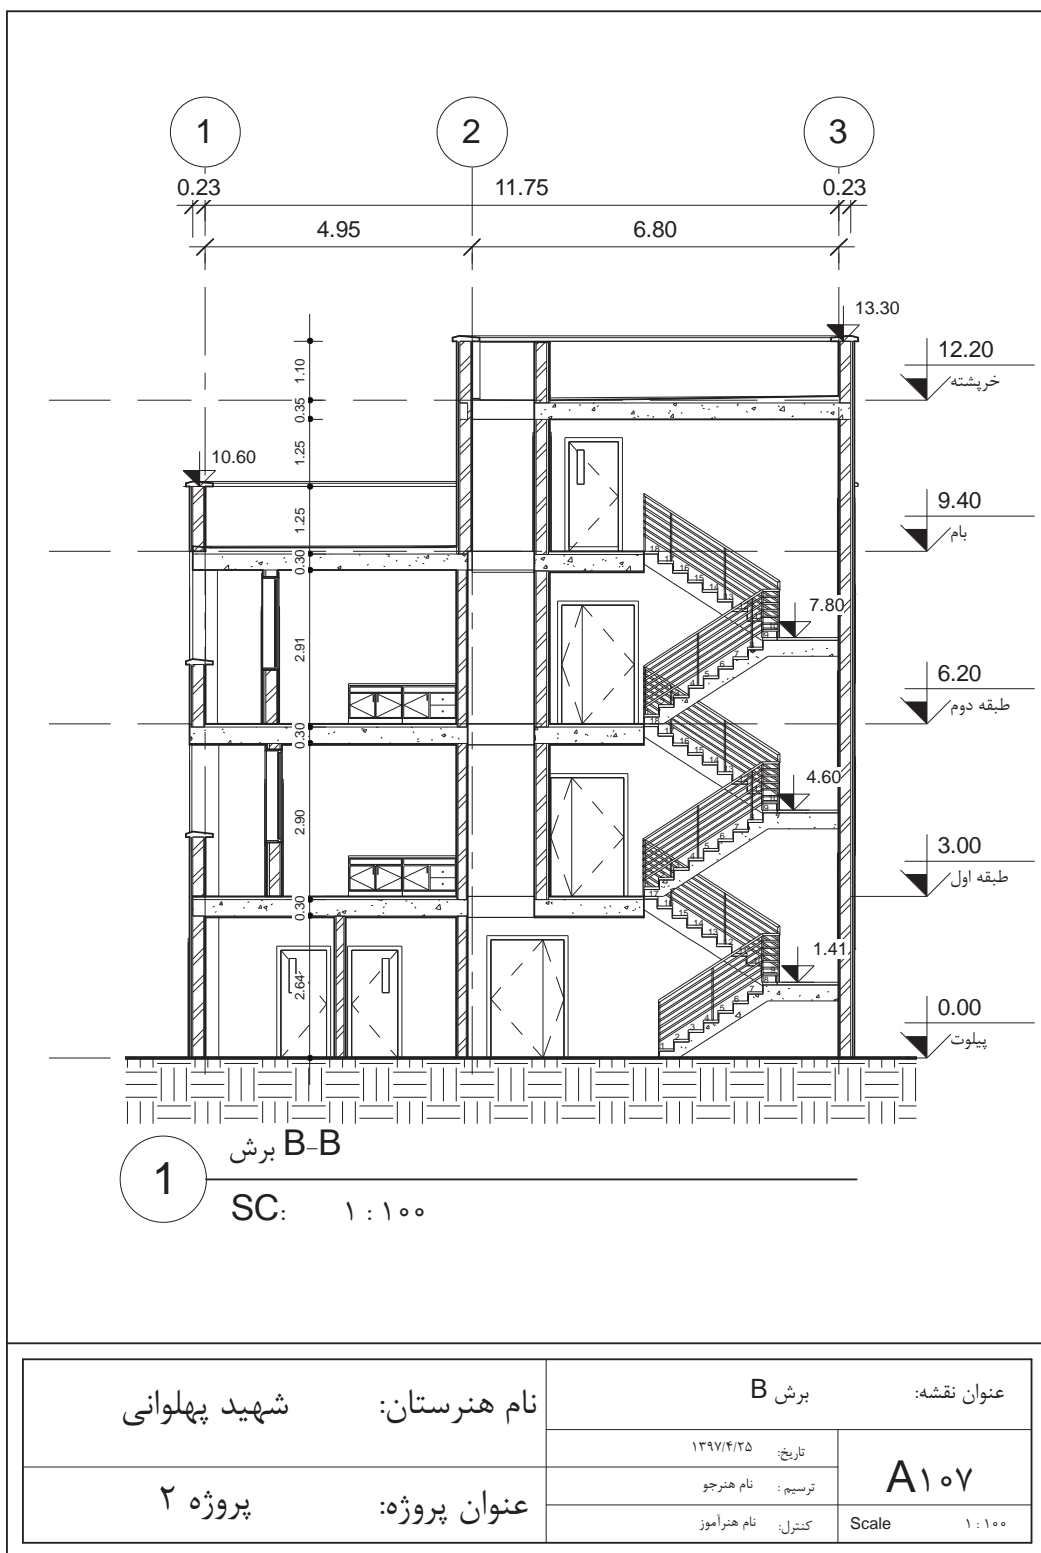 1 2 3
0.23 11.75 0.23
4.95 6.80
13.30
12.20
خرپشته
1.10
0.35
1.25
10.60
9.40
بام
1.25
0.30
7.80
2.91
6.20
طبقه دوم
0.30
4.60
2.90
3.00
طبقه اول
0.30
1.41
2.64
0.00
پیلوت
برش B-B
1
SC: ۱ : ۱۰۰
عنوان نقشه: برش B
نام هنرستان: شهید پهلوانی
تاریخ: ۱۳۹۷/۴/۲۵
A۱۰۷
ترسیم : نام هنرجو
عنوان پروژه: پروژه ۲
کنترل: نام هنرآموز
Scale ۱ : ۱۰۰